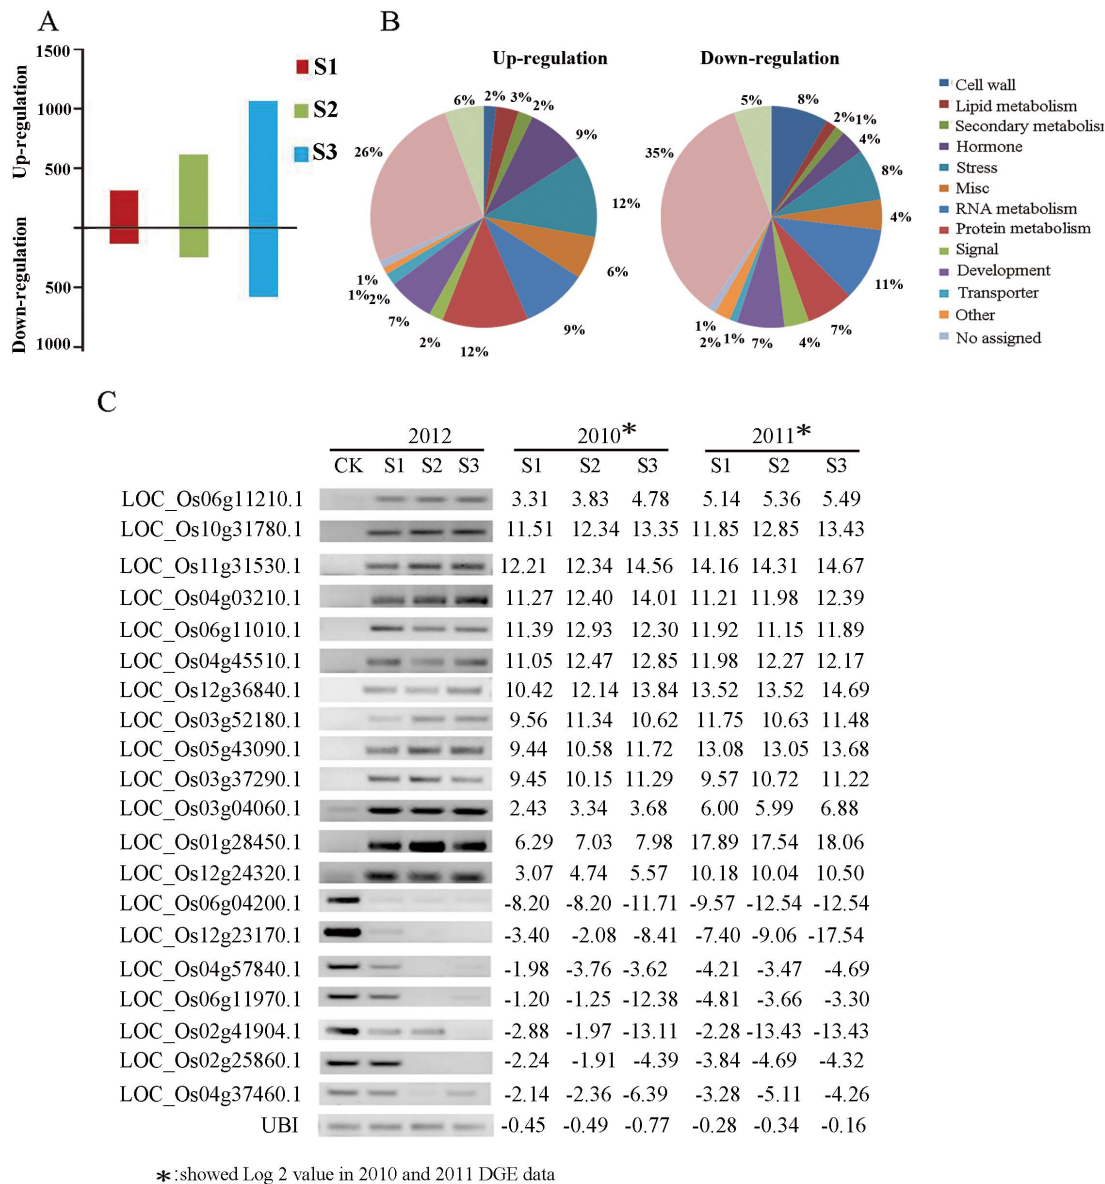 A
1500
1000
500
500
1000
Up-regulation
Down-regulation
S1
S2
S3
B
Up-regulation
6%
2%
3%
2%
9%
12%
6%
9%
12%
2%
7%
2%
1%
1%
26%
Down-regulation
5%
8%
2%
1%
4%
8%
4%
11%
7%
4%
7%
1%
2%
1%
35%
Cell wall
Lipid metabolism
Secondary metabolism
Hormone
Stress
Misc
RNA metabolism
Protein metabolism
Signal
Development
Transporter
Other
No assigned
C
2012 2010* 2011*
CK S1 S2 S3 S1 S2 S3 S1 S2 S3
LOC_Os06g11210.1 3.31 3.83 4.78 5.14 5.36 5.49
LOC_Os10g31780.1 11.51 12.34 13.35 11.85 12.85 13.43
LOC_Os11g31530.1 12.21 12.34 14.56 14.16 14.31 14.67
LOC_Os04g03210.1 11.27 12.40 14.01 11.21 11.98 12.39
LOC_Os06g11010.1 11.39 12.93 12.30 11.92 11.15 11.89
LOC_Os04g45510.1 11.05 12.47 12.85 11.98 12.27 12.17
LOC_Os12g36840.1 10.42 12.14 13.84 13.52 13.52 14.69
LOC_Os03g52180.1 9.56 11.34 10.62 11.75 10.63 11.48
LOC_Os05g43090.1 9.44 10.58 11.72 13.08 13.05 13.68
LOC_Os03g37290.1 9.45 10.15 11.29 9.57 10.72 11.22
LOC_Os03g04060.1 2.43 3.34 3.68 6.00 5.99 6.88
LOC_Os01g28450.1 6.29 7.03 7.98 17.89 17.54 18.06
LOC_Os12g24320.1 3.07 4.74 5.57 10.18 10.04 10.50
LOC_Os06g04200.1 -8.20 -8.20 -11.71 -9.57 -12.54 -12.54
LOC_Os12g23170.1 -3.40 -2.08 -8.41 -7.40 -9.06 -17.54
LOC_Os04g57840.1 -1.98 -3.76 -3.62 -4.21 -3.47 -4.69
LOC_Os06g11970.1 -1.20 -1.25 -12.38 -4.81 -3.66 -3.30
LOC_Os02g41904.1 -2.88 -1.97 -13.11 -2.28 -13.43 -13.43
LOC_Os02g25860.1 -2.24 -1.91 -4.39 -3.84 -4.69 -4.32
LOC_Os04g37460.1 -2.14 -2.36 -6.39 -3.28 -5.11 -4.26
UBI -0.45 -0.49 -0.77 -0.28 -0.34 -0.16
*:showed Log 2 value in 2010 and 2011 DGE data